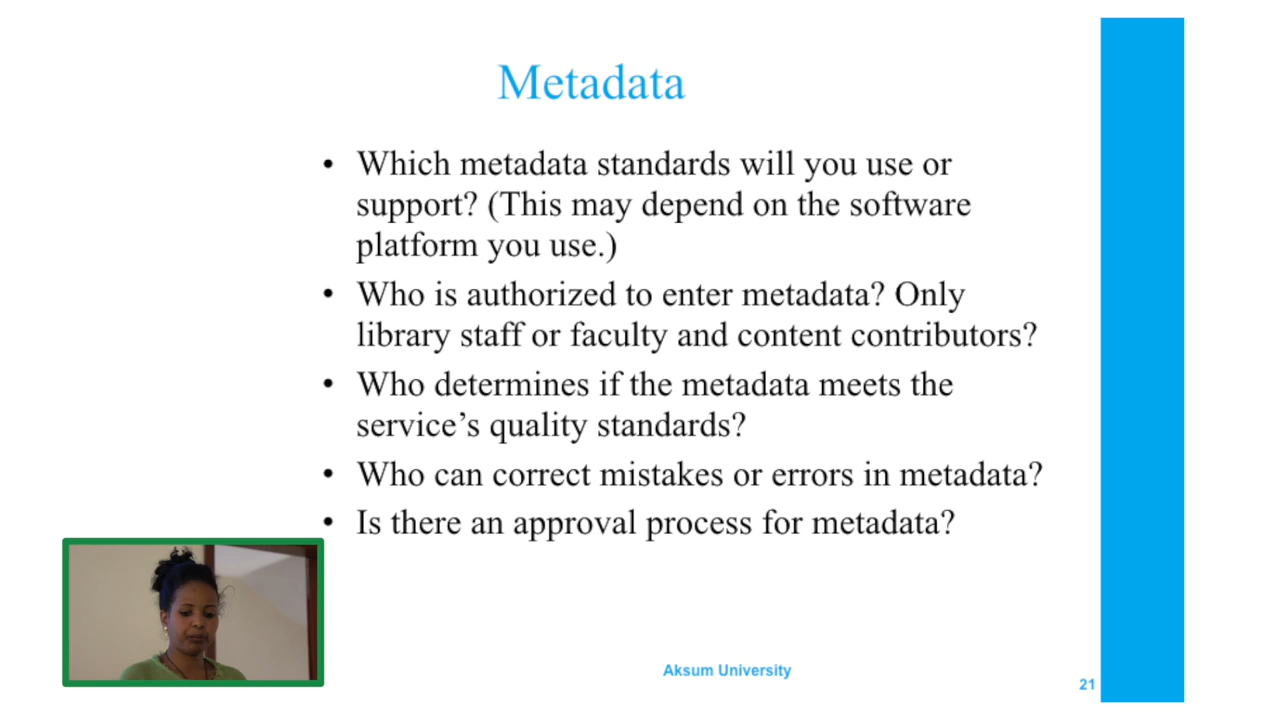 Metadata
• Which metadata standards will you use or
support? (This may depend on the software
platform you use.)
• Who is authorized to enter metadata? Only
library staff or faculty and content contributors?
• Who determines if the metadata meets the
service’s quality standards?
• Who can correct mistakes or errors in metadata?
• Is there an approval process for metadata?
Aksum University
21